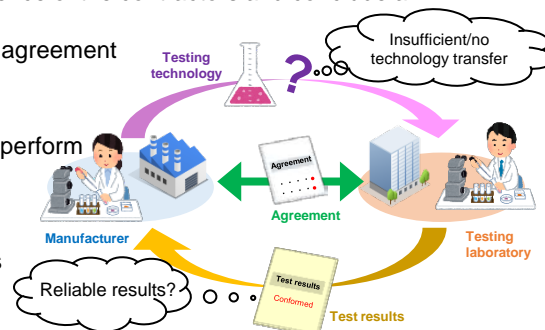 agreement
Testing
technology
?
Insufficient/no
technology transfer
perform
Agreement
Agreement
Manufacturer
Testing
laboratory
Reliable results?
Test results
Conformed
Test results